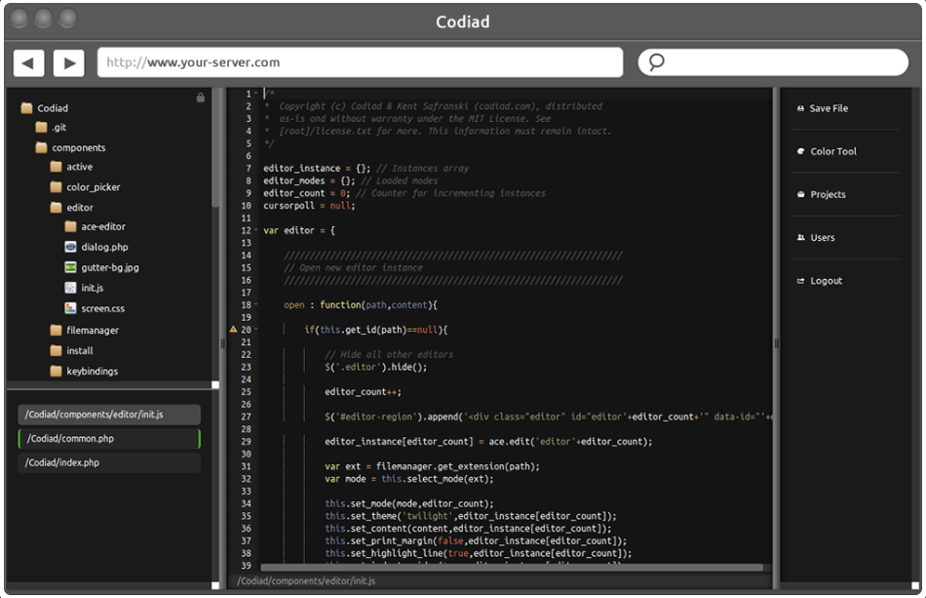 Codiad
http://www.your-server.com
Codiad
.git
components
active
color_picker
editor
ace-editor
dialog.php
gutter-bg.jpg
init.js
screen.css
filemanager
install
keybindings
/Codiad/components/editor/init.js
/Codiad/common.php
/Codiad/index.php
1 /*
2 * Copyright (c) Codiad & Kent Safranski (codiad.com), distributed
3 * as-is and without warranty under the MIT License. See
4 * [root]/license.txt for more. This information must remain intact.
5 */
6
7 editor_instance = {}; // Instances array
8 editor_modes = {}; // Loaded modes
9 editor_count = 0; // Counter for incrementing instances
10 cursorpoll = null;
11
12 var editor = {
13
14 //////////////////////////////////////////////////////////////////
15 // Open new editor instance
16 //////////////////////////////////////////////////////////////////
17
18 open : function(path,content){
19
20 if(this.get_id(path)==null){
21
22 // Hide all other editors
23 $('.editor').hide();
24
25 editor_count++;
26
27 $('#editor-region').append('<div class="editor" id="editor'+editor_count+'" data-id="'+e
28
29 editor_instance[editor_count] = ace.edit('editor'+editor_count);
30
31 var ext = filemanager.get_extension(path);
32 var mode = this.select_mode(ext);
33
34 this.set_mode(mode,editor_count);
35 this.set_theme('twilight',editor_instance[editor_count]);
36 this.set_content(content,editor_instance[editor_count]);
37 this.set_print_margin(false,editor_instance[editor_count]);
38 this.set_highlight_line(true,editor_instance[editor_count]);
39
/Codiad/components/editor/init.js
Save File
Color Tool
Projects
Users
Logout